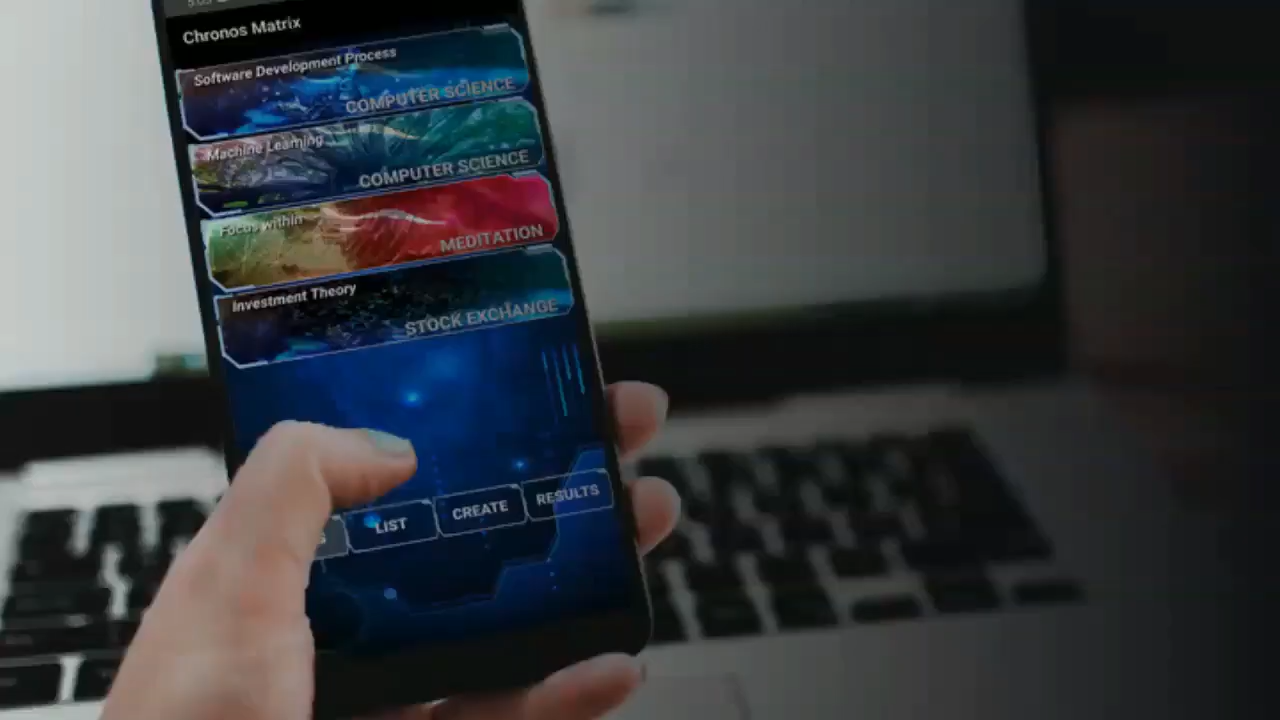 Chronos Matrix
Software Development Process
COMPUTER SCIENCE
Machine Learning
COMPUTER SCIENCE
Focus within
MEDITATION
Investment Theory
STOCK EXCHANGE
LIST
CREATE
RESULTS